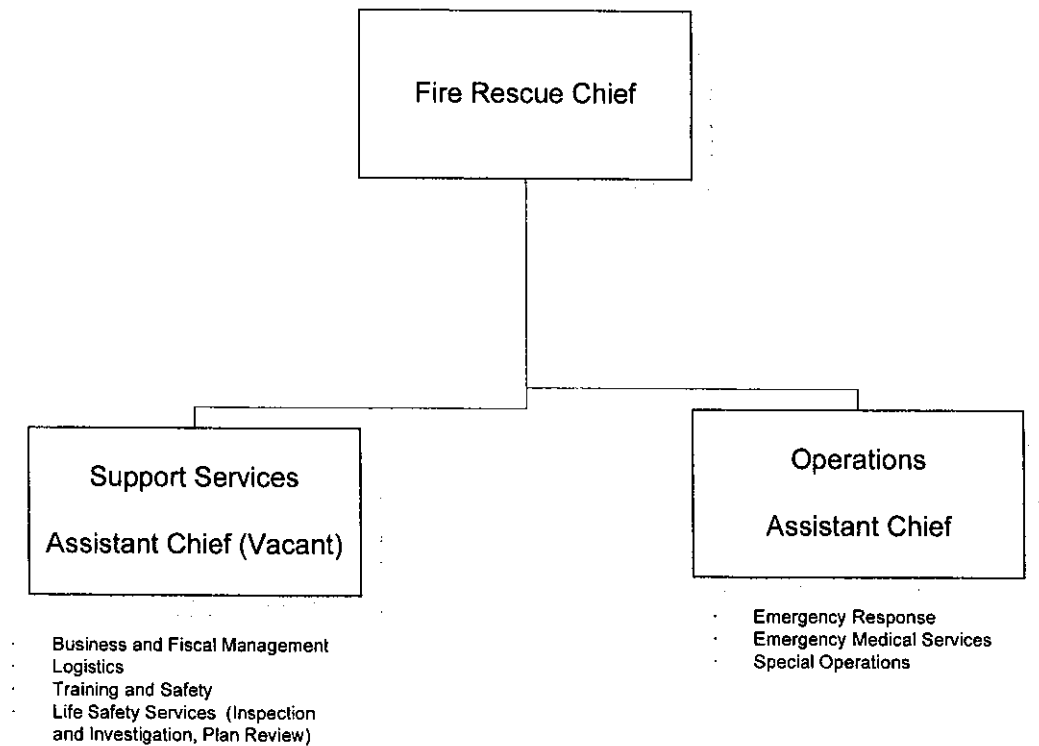 Fire Rescue Chief
Support Services
Assistant Chief (Vacant)
· Business and Fiscal Management
· Logistics
· Training and Safety
· Life Safety Services (Inspection
and Investigation, Plan Review)
Operations
Assistant Chief
· Emergency Response
· Emergency Medical Services
· Special Operations